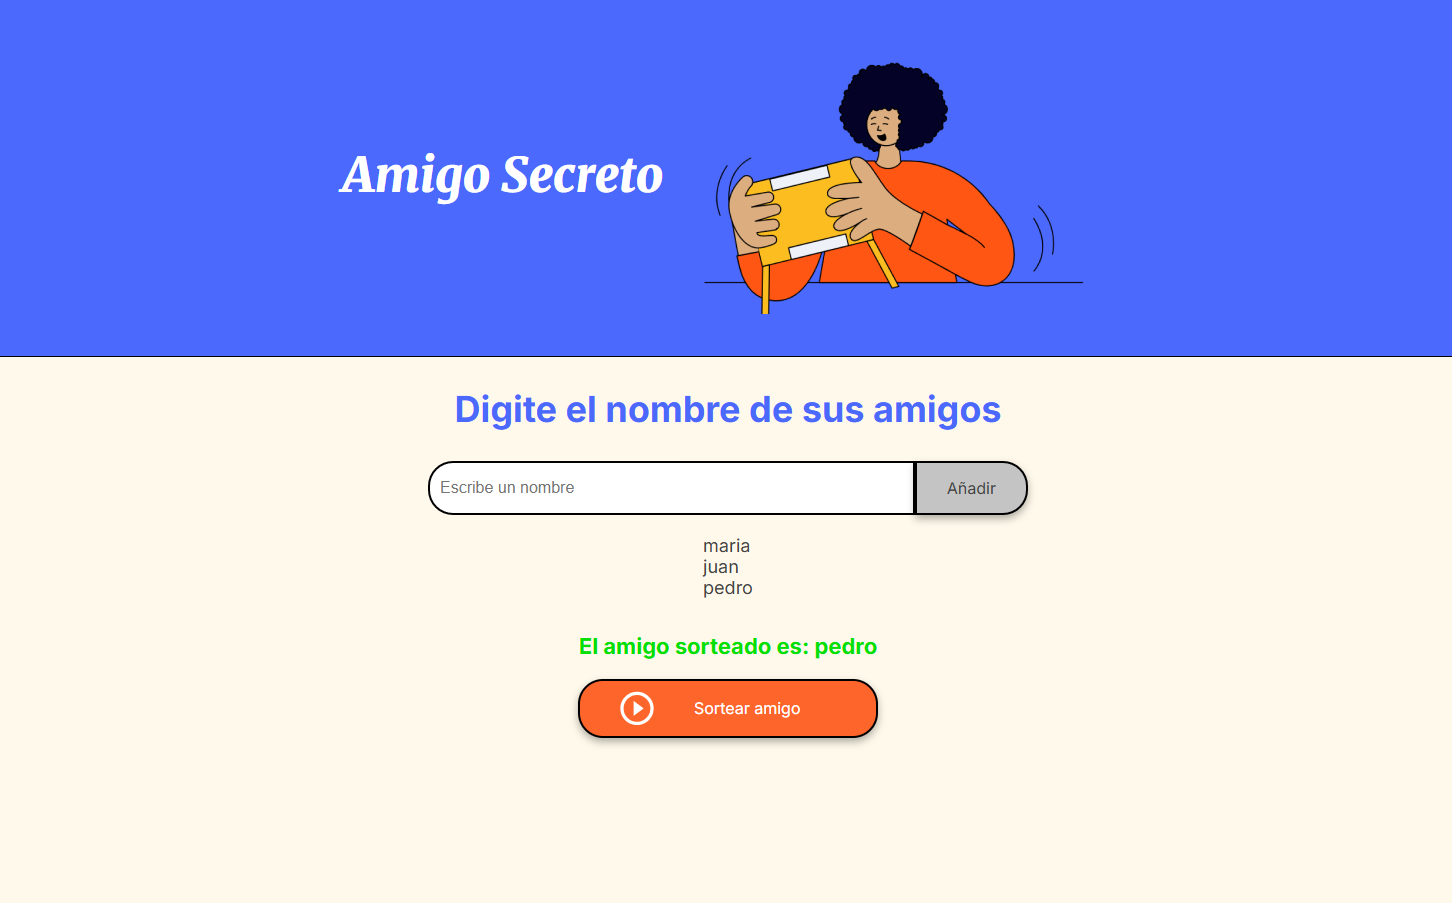 Amigo Secreto
Digite el nombre de sus amigos
Escribe un nombre
Añadir
maria
juan
pedro
El amigo sorteado es: pedro
Sortear amigo